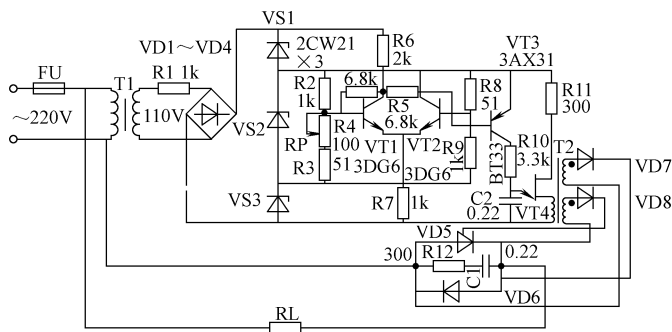 VS1
VD1～VD4
2CW21
×3
R6
2k
VT3
3AX31
FU
T1
R1 1k
R2
1k
6.8k
R5
6.8k
R8
51
R11
300
～220V
110V
VS2
RP
R4
100
R3
51
VT1
3DG6
VT2
3DG6
R9
1k
BT33
R10
3.3k
T2
VD7
VD8
VS3
R7
1k
C2
0.22
VT4
VD5
300
R12
C1
0.22
VD6
RL